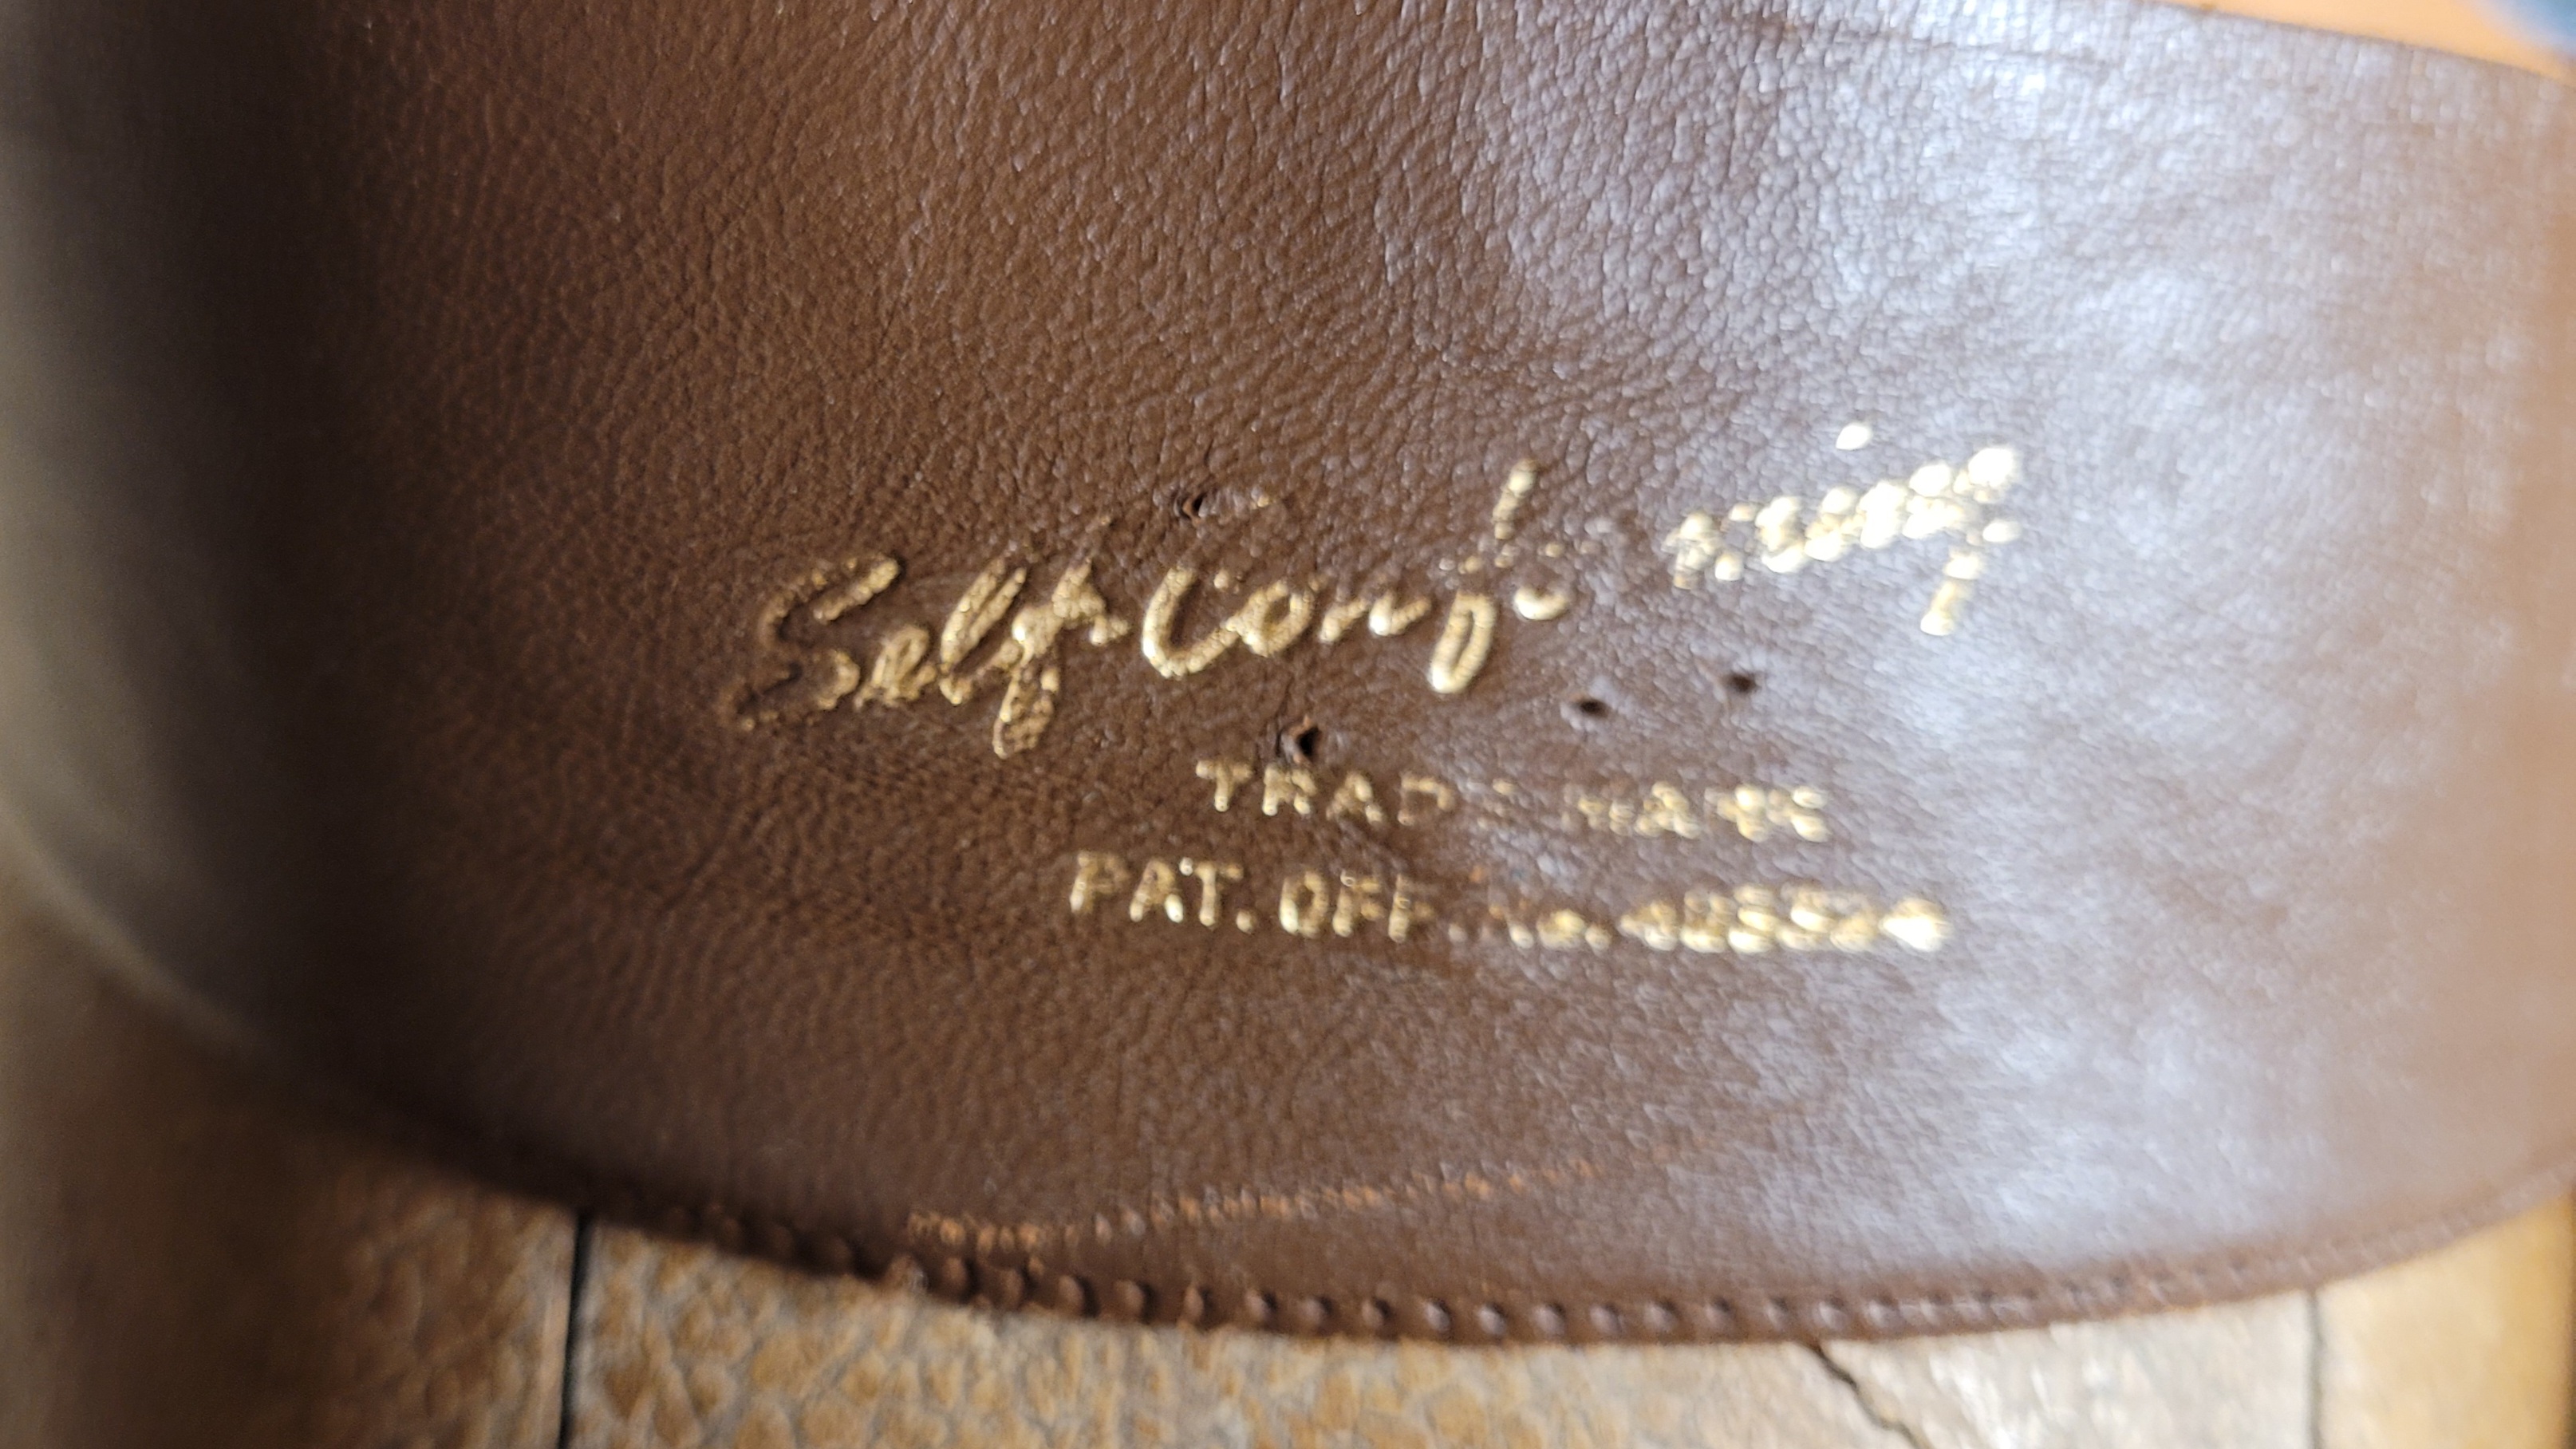 Self-Conforming
TRADE MARK
PAT. OFF. No.